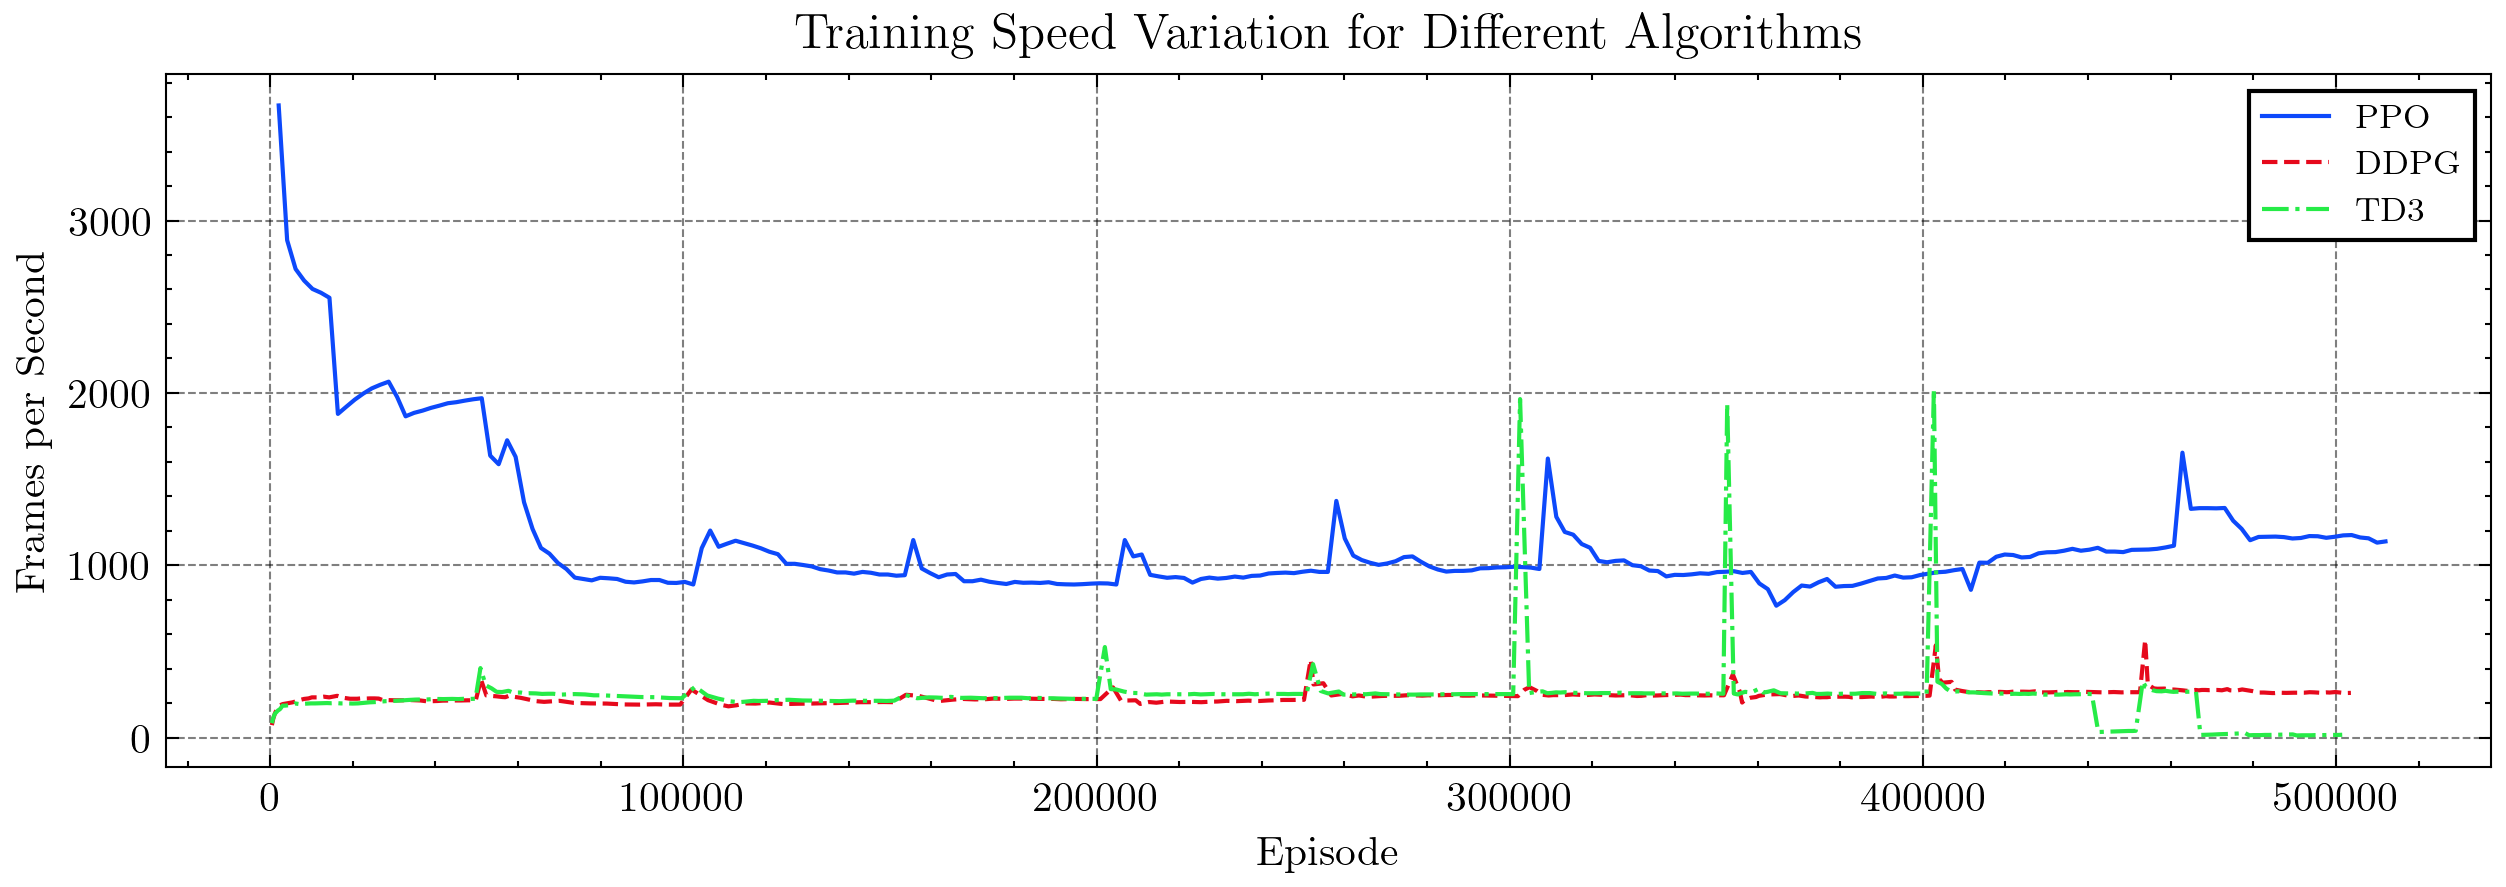 Training Speed Variation for Different Algorithms
PPO
DDPG
TD3
Frames per Second
3000
2000
1000
0
0 100000 200000 300000 400000 500000
Episode